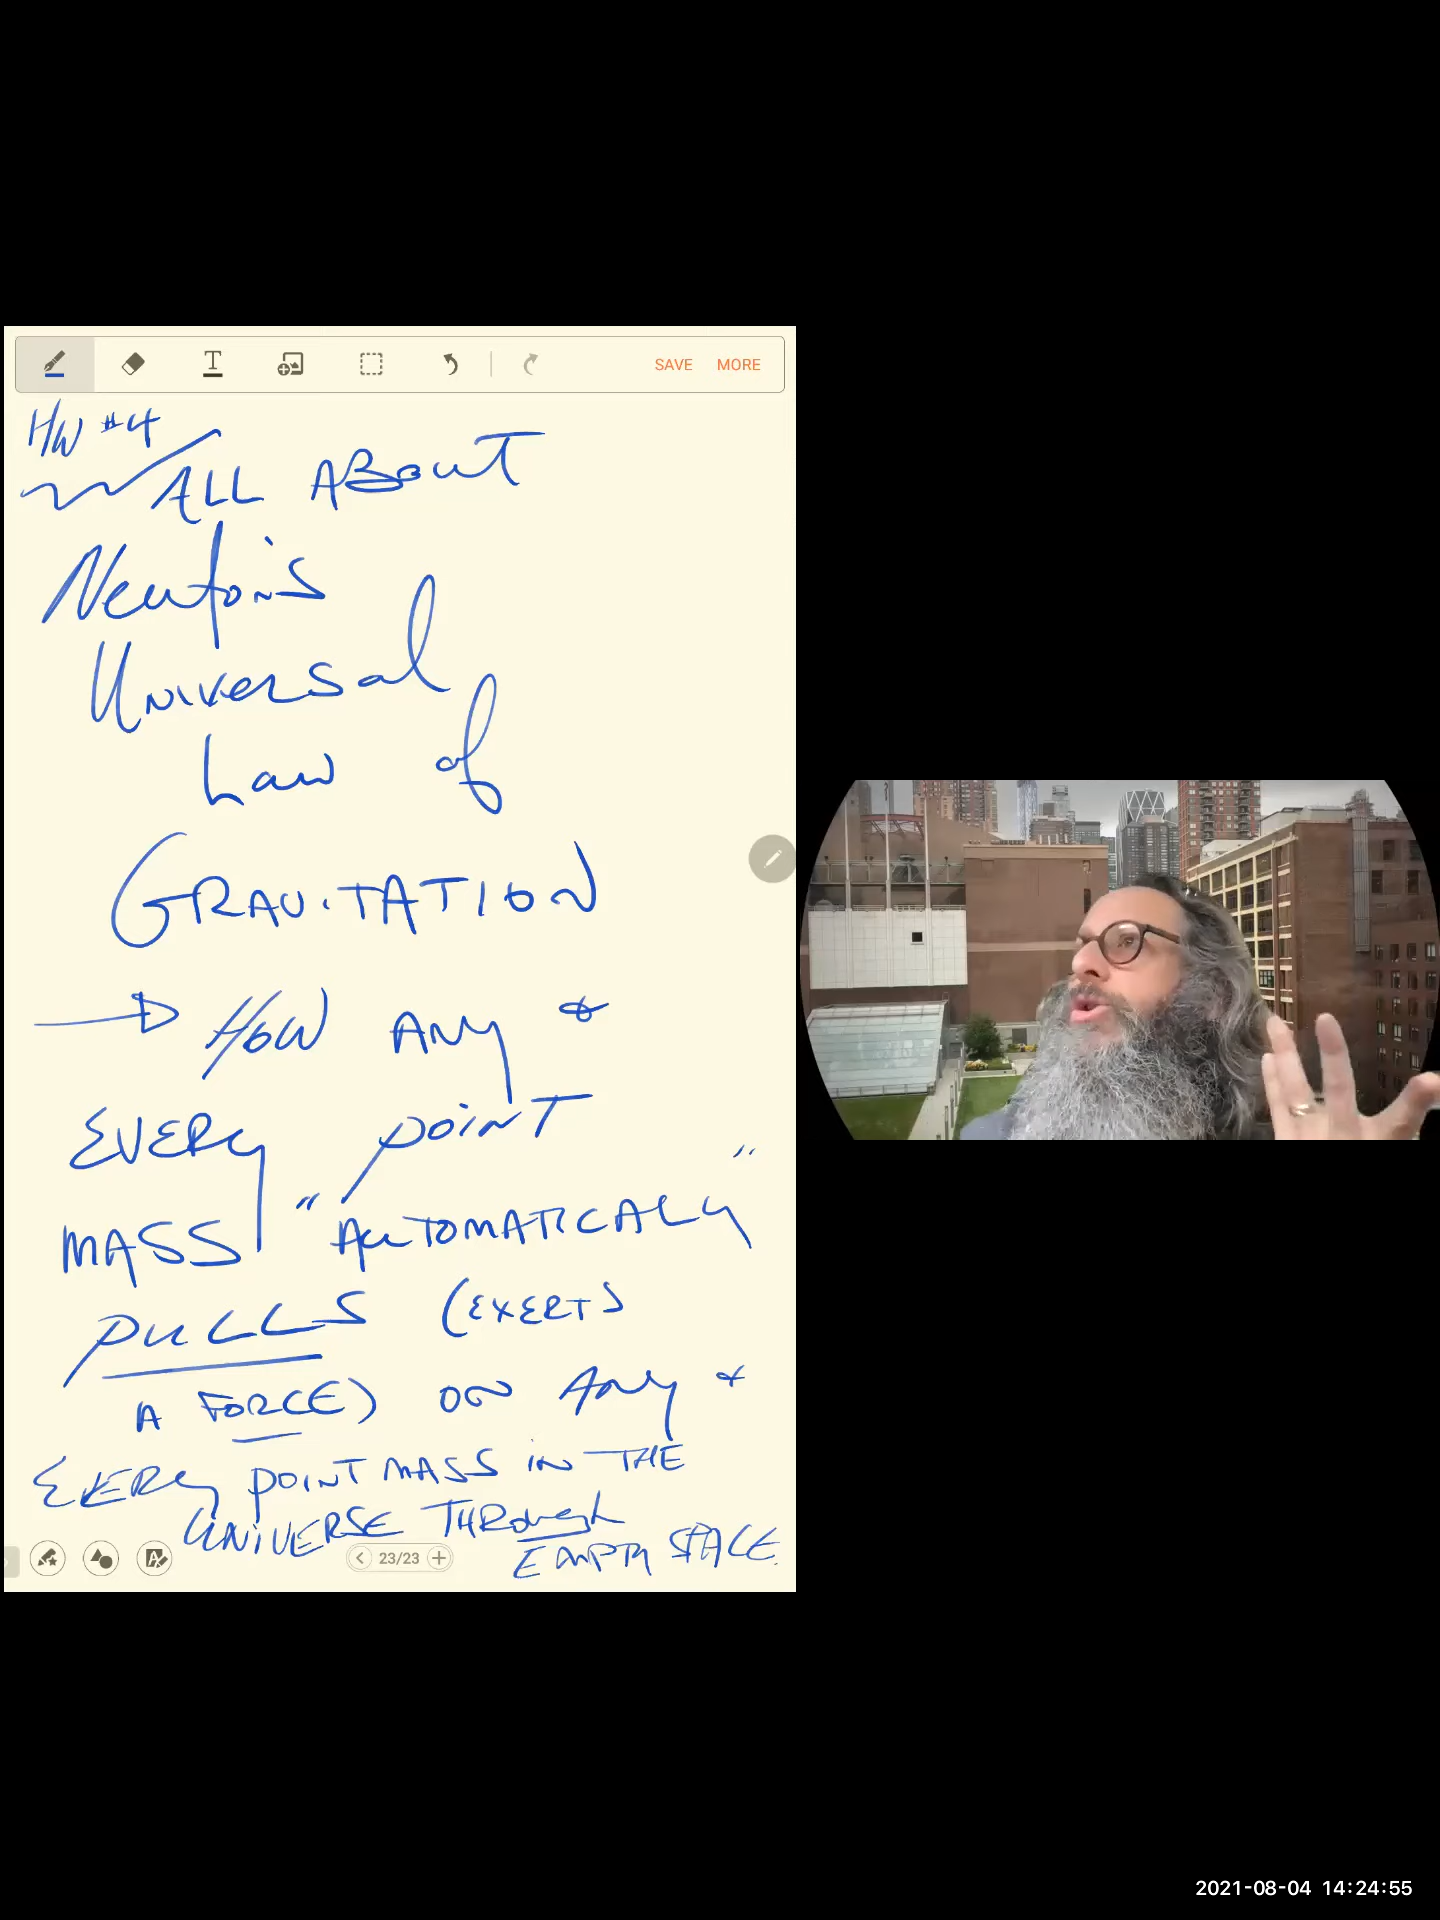 SAVE MORE
HW #4
ALL ABOUT
Newton's
Universal
Law of
GRAVITATION
HOW ANY &
EVERY POINT
MASS "AUTOMATICALY"
PULLS (EXERTS
A FORCE) ON ANY &
EVERY POINT MASS IN THE
UNIVERSE THROUGH
EMPTY SPACE.
23/23
2021-08-04 14:24:55